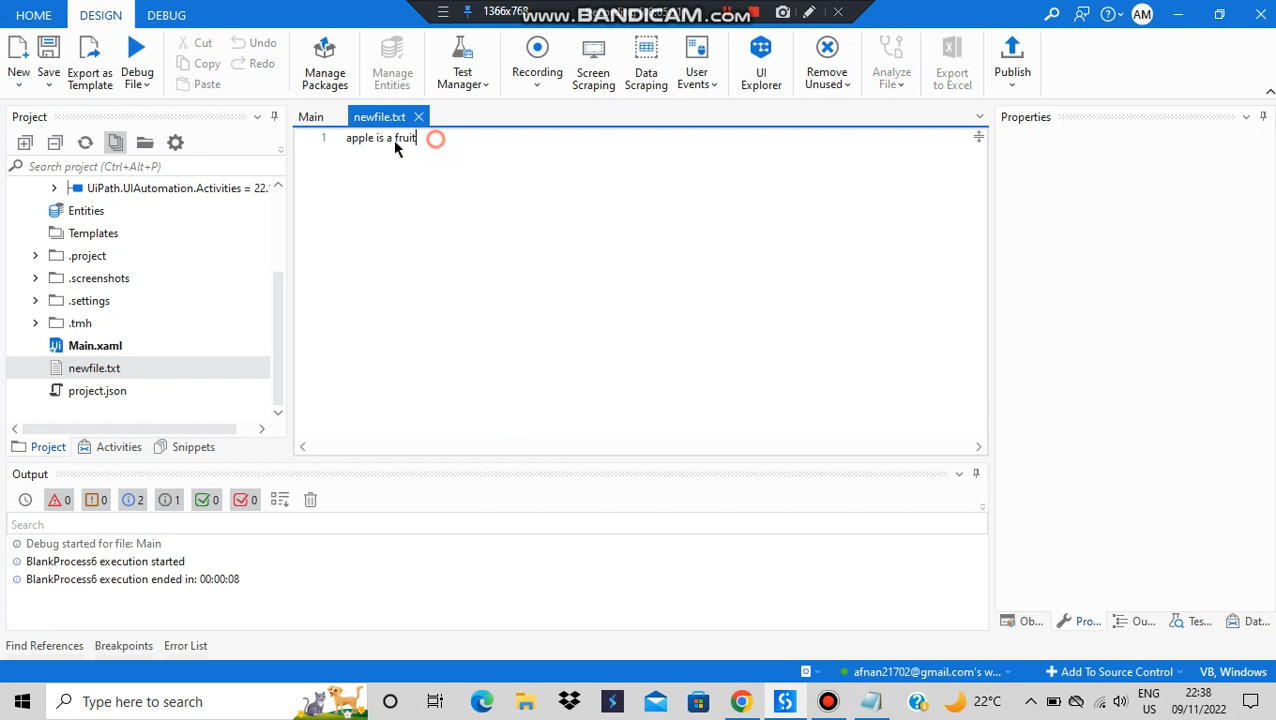 HOME DESIGN DEBUG
1366x768
www.BANDICAM.com
AM
New
Save
Export as Template
Debug File
Cut
Copy
Paste
Undo
Redo
Manage Packages
Manage Entities
Test Manager
Recording
Screen Scraping
Data Scraping
User Events
UI Explorer
Remove Unused
Analyze File
Export to Excel
Publish
Project
Search project (Ctrl+Alt+P)
UiPath.UIAutomation.Activities = 22.
Entities
Templates
.project
.screenshots
.settings
.tmh
Main.xaml
newfile.txt
project.json
Project Activities Snippets
Main newfile.txt
1 apple is a fruit
Properties
Output
0 0 2 1 0 0
Search
Debug started for file: Main
BlankProcess6 execution started
BlankProcess6 execution ended in: 00:00:08
Ob... Pro... Ou... Tes... Dat...
Find References Breakpoints Error List
afnan21702@gmail.com's w... Add To Source Control VB, Windows
Type here to search
22°C
ENG
US
22:38
09/11/2022